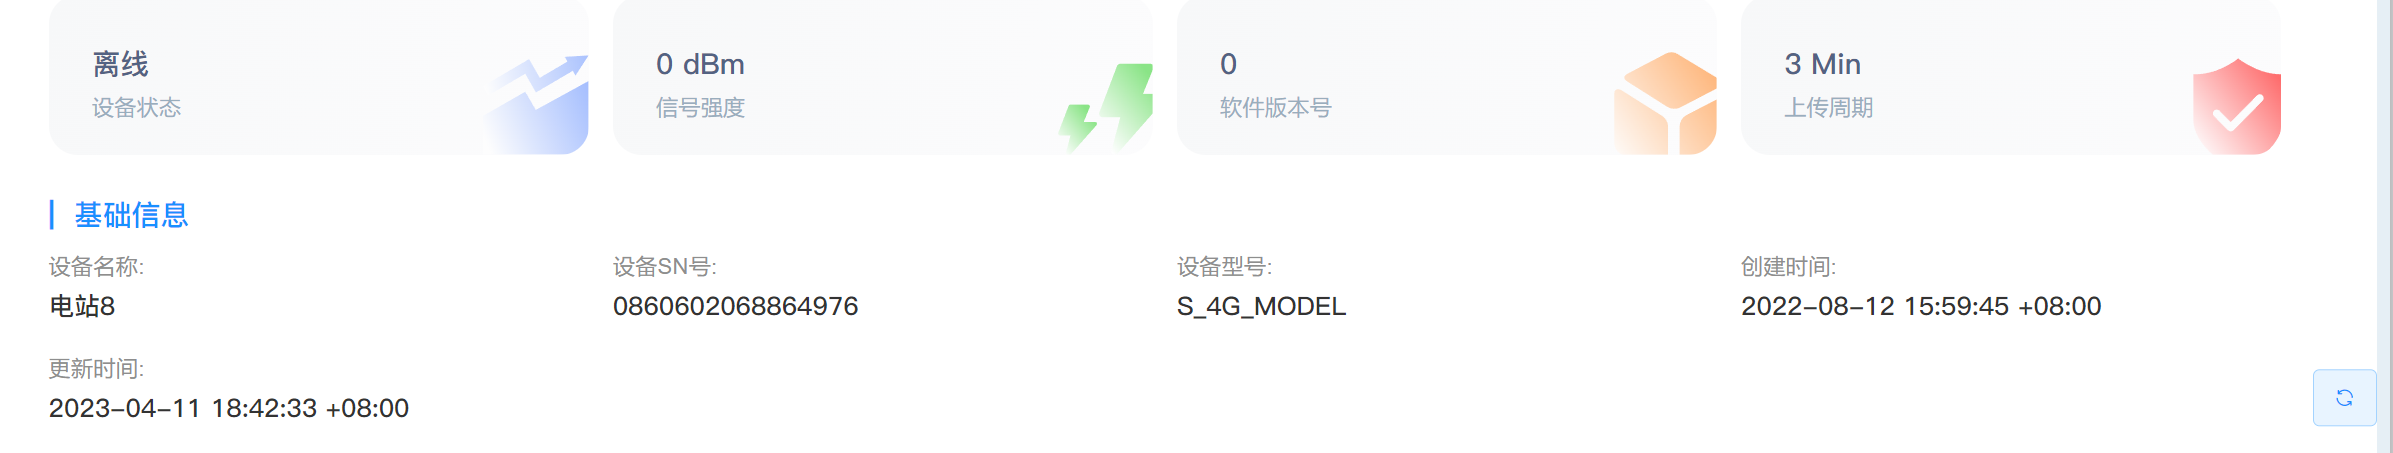 离线
设备状态
0 dBm
信号强度
0
软件版本号
3 Min
上传周期
基础信息
设备名称:
电站8
设备SN号:
0860602068864976
设备型号:
S_4G_MODEL
创建时间:
2022-08-12 15:59:45 +08:00
更新时间:
2023-04-11 18:42:33 +08:00